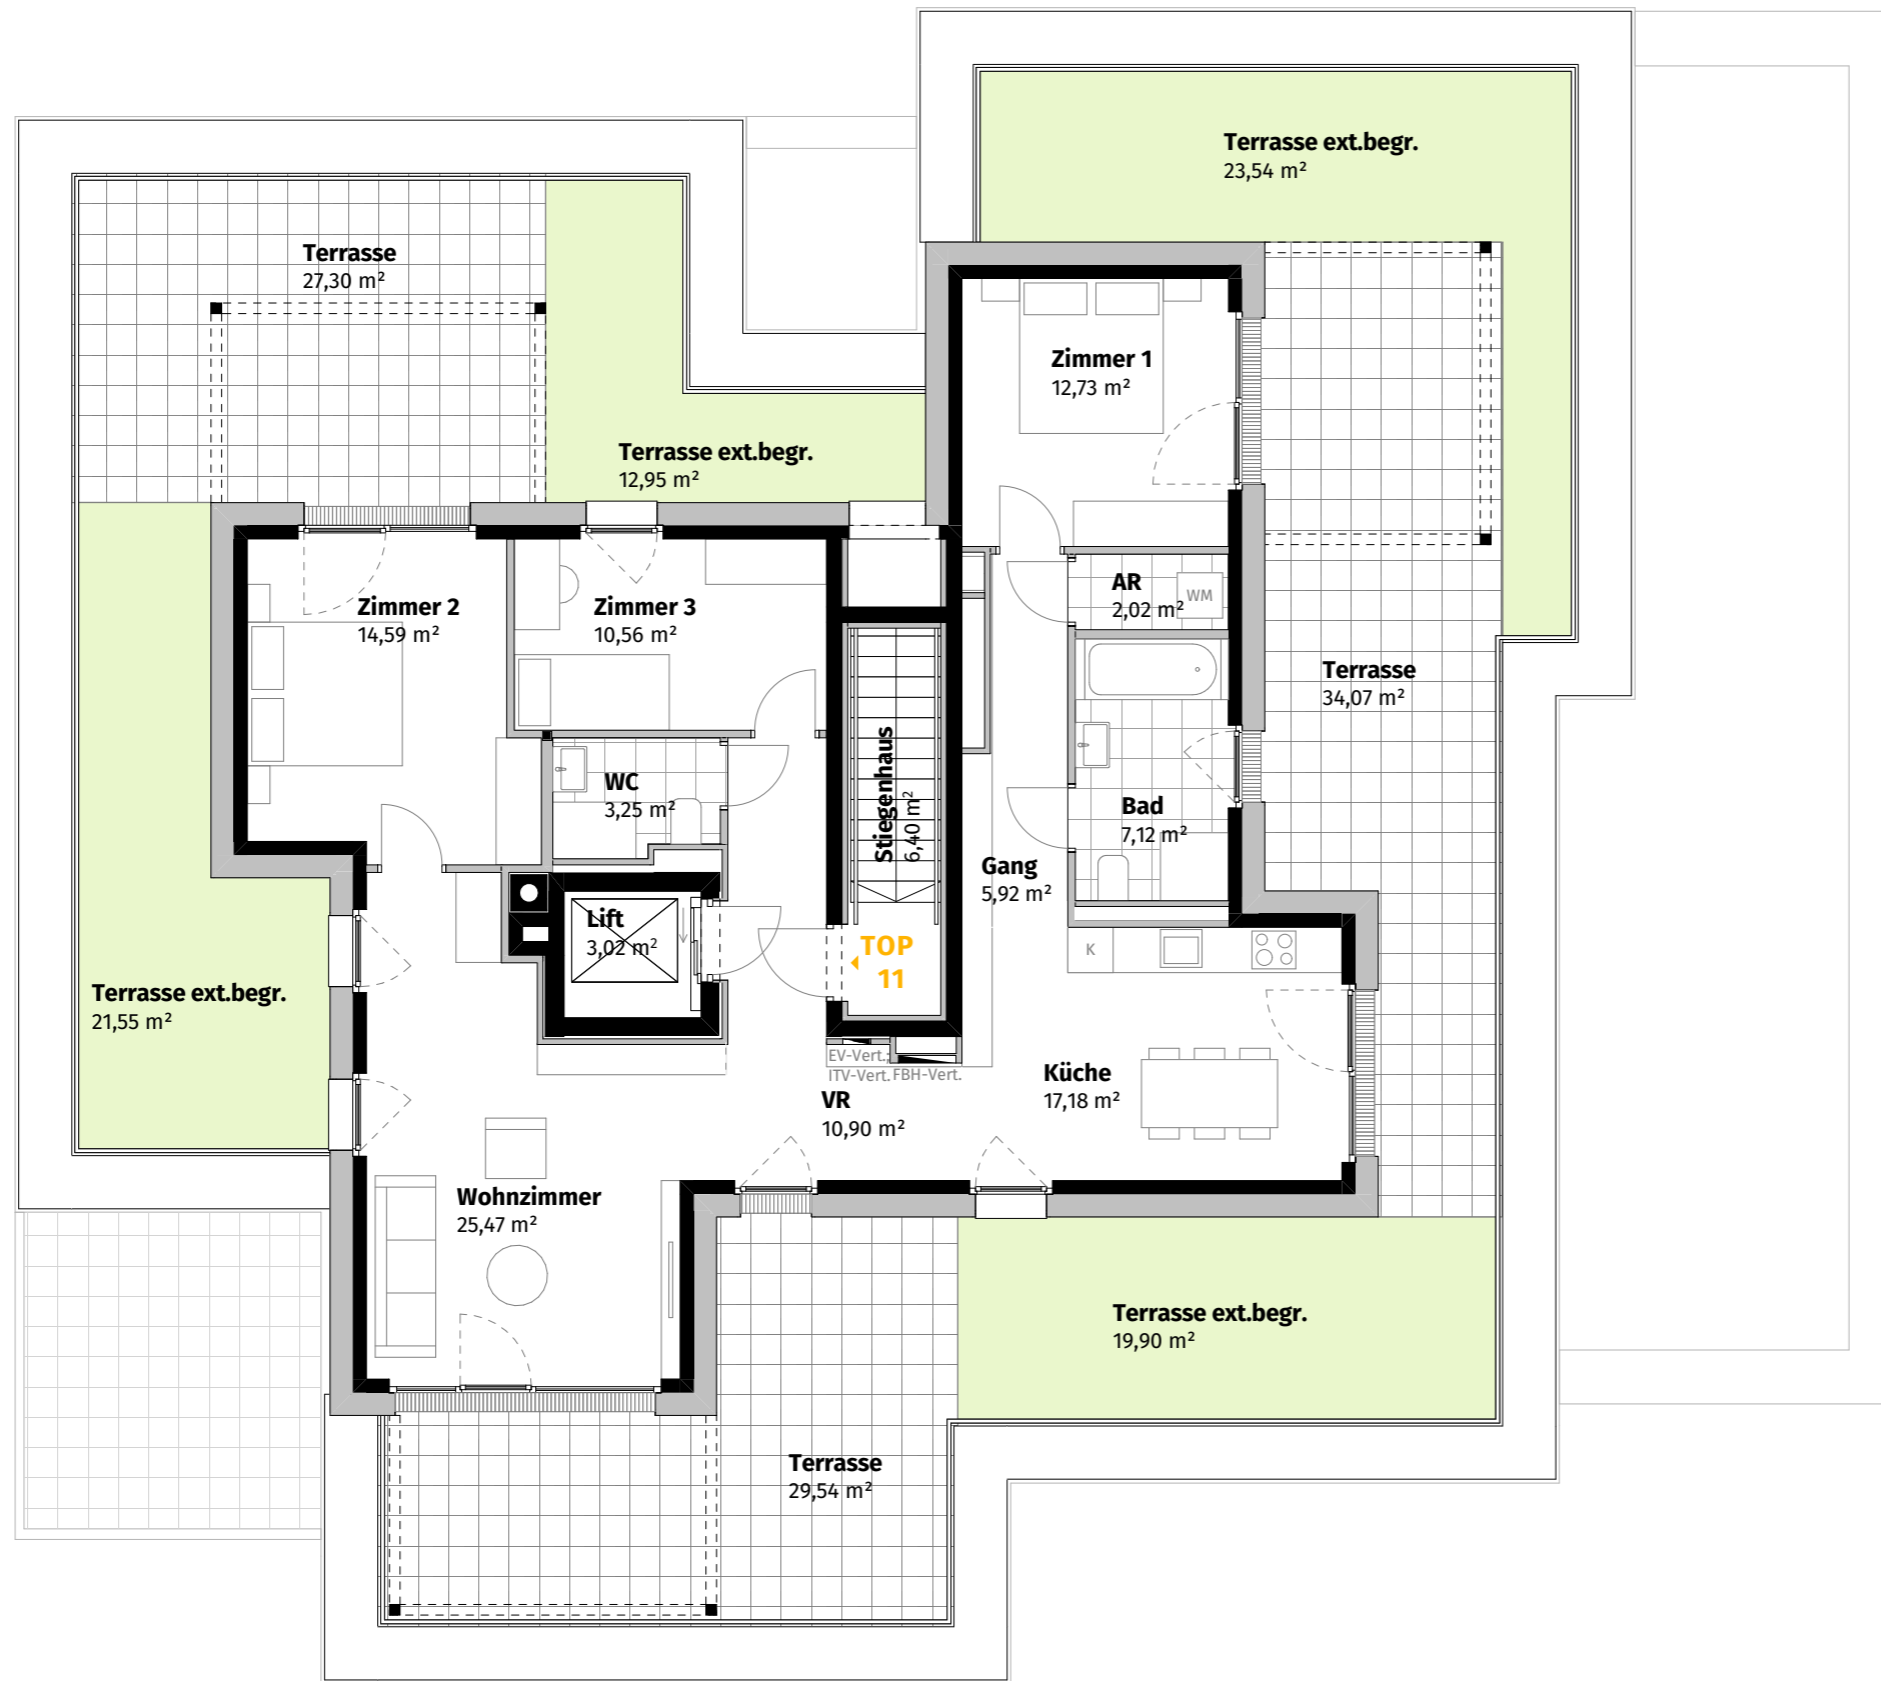 Terrasse ext.begr.
23,54 m²
Terrasse
27,30 m²
Zimmer 1
12,73 m²
Terrasse ext.begr.
12,95 m²
Zimmer 2
14,59 m²
Zimmer 3
10,56 m²
AR
2,02 m²
WM
Terrasse
34,07 m²
WC
3,25 m²
Stiegenhaus
6,40 m²
Bad
7,12 m²
Gang
5,92 m²
Lift
3,02 m²
TOP
11
K
Terrasse ext.begr.
21,55 m²
EV-Vert.;
ITV-Vert.
FBH-Vert.
Küche
17,18 m²
VR
10,90 m²
Wohnzimmer
25,47 m²
Terrasse ext.begr.
19,90 m²
Terrasse
29,54 m²